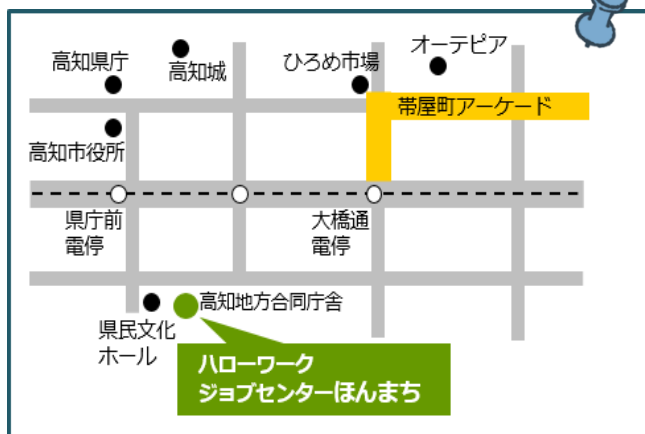 オーテピア
高知県庁
高知城
ひろめ市場
帯屋町アーケード
高知市役所
県庁前
電停
大橋通
電停
高知地方合同庁舎
県民文化
ホール
ハローワーク
ジョブセンターほんまち